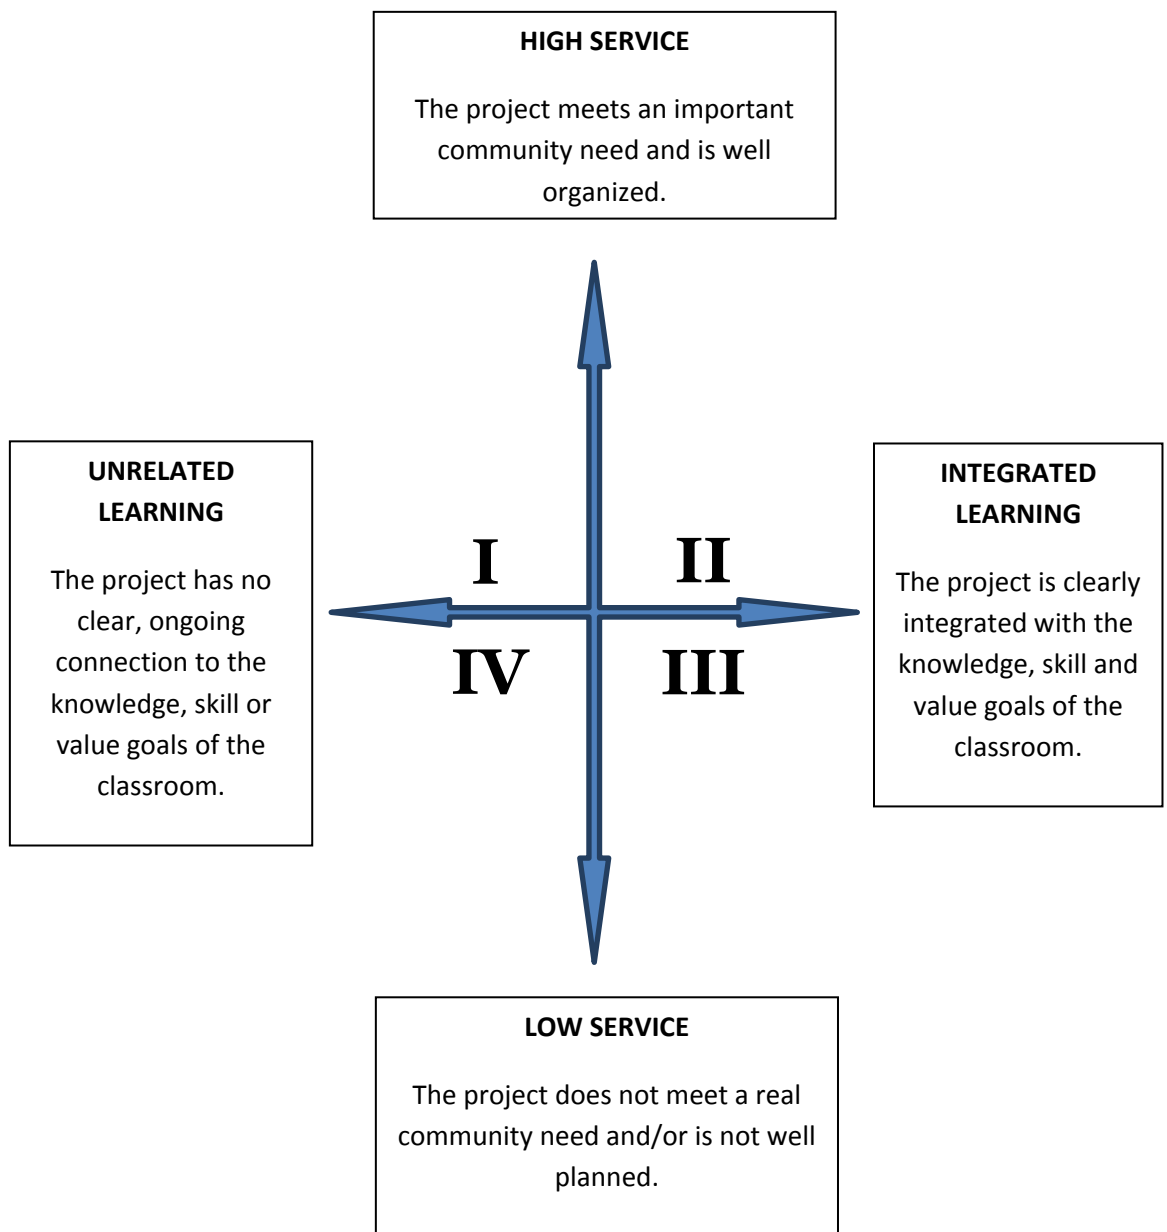 HIGH SERVICE
The project meets an important
community need and is well
organized.
UNRELATED
LEARNING
The project has no
clear, ongoing
connection to the
knowledge, skill or
value goals of the
classroom.
I
II
IV
III
INTEGRATED
LEARNING
The project is clearly
integrated with the
knowledge, skill and
value goals of the
classroom.
LOW SERVICE
The project does not meet a real
community need and/or is not well
planned.